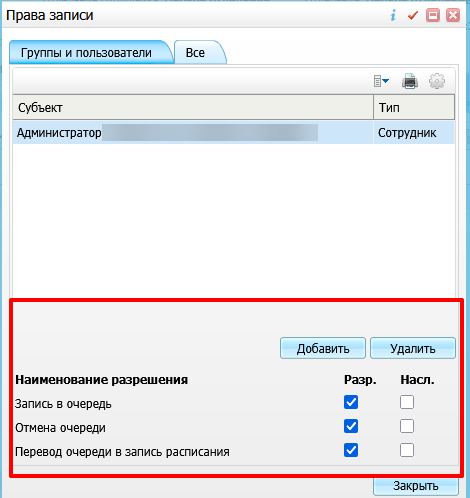 Права записи
Группы и пользователи Все
Субъект Тип
Администратор Сотрудник
Добавить Удалить
Наименование разрешения Разр. Насл.
Запись в очередь
Отмена очереди
Перевод очереди в запись расписания
Закрыть